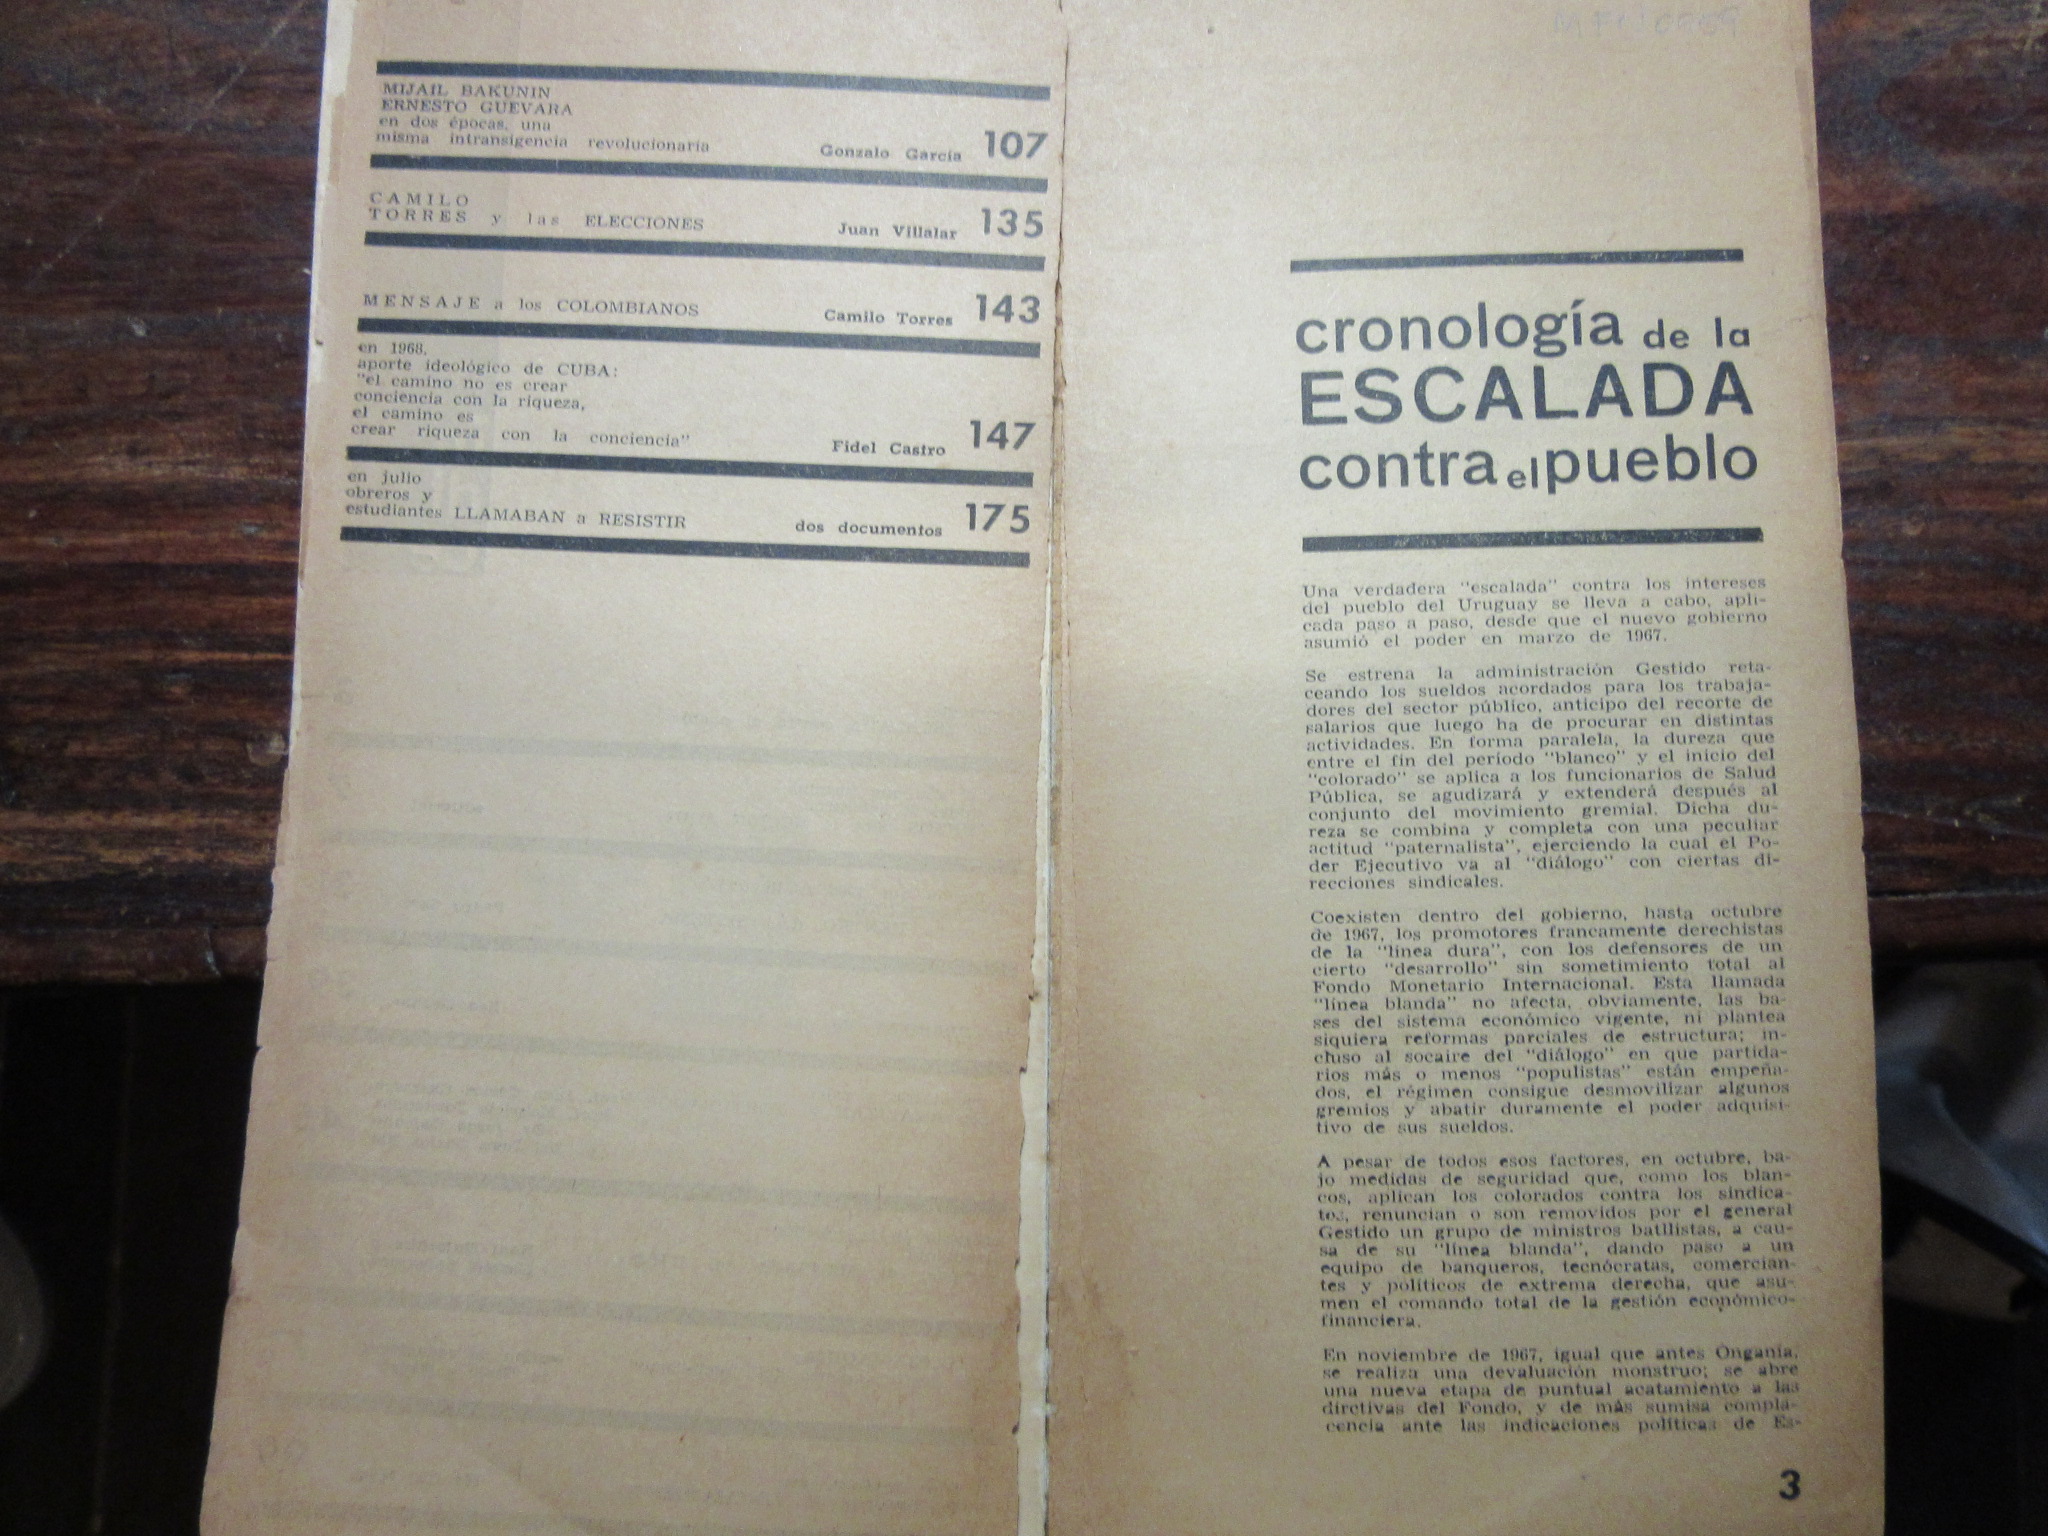 MIJAIL BAKUNIN
ERNESTO GUEVARA
en dos épocas, una
misma intransigencia revolucionaria Gonzalo García 107
CAMILO
TORRES y las ELECCIONES Juan Villalar 135
MENSAJE a los COLOMBIANOS Camilo Torres 143
en 1968,
aporte ideológico de CUBA:
"el camino no es crear
conciencia con la riqueza,
el camino es
crear riqueza con la conciencia" Fidel Castro 147
en julio
obreros y
estudiantes LLAMABAN a RESISTIR dos documentos 175
cronología de la
ESCALADA
contra el pueblo
Una verdadera "escalada" contra los intereses
del pueblo del Uruguay se lleva a cabo, apli-
cada paso a paso, desde que el nuevo gobierno
asumió el poder en marzo de 1967.
Se estrena la administración Gestido reta-
ceando los sueldos acordados para los trabaja-
dores del sector público, anticipo del recorte de
salarios que luego ha de procurar en distintas
actividades. En forma paralela, la dureza que
entre el fin del período "blanco" y el inicio del
"colorado" se aplica a los funcionarios de Salud
Pública, se agudizará y extenderá después al
conjunto del movimiento gremial. Dicha du-
reza se combina y completa con una peculiar
actitud "paternalista", ejerciendo la cual el Po-
der Ejecutivo va al "diálogo" con ciertas di-
recciones sindicales.
Coexisten dentro del gobierno, hasta octubre
de 1967, los promotores francamente derechistas
de la "línea dura", con los defensores de un
cierto "desarrollo" sin sometimiento total al
Fondo Monetario Internacional. Esta llamada
"línea blanda" no afecta, obviamente, las ba-
ses del sistema económico vigente, ni plantea
siquiera reformas parciales de estructura; in-
cluso al socaire del "diálogo" en que partida-
rios más o menos "populistas" están empeña-
dos, el régimen consigue desmovilizar algunos
gremios y abatir duramente el poder adquisi-
tivo de sus sueldos.
A pesar de todos esos factores, en octubre, ba-
jo medidas de seguridad que, como los blan-
cos, aplican los colorados contra los sindica-
tos, renuncian o son removidos por el general
Gestido un grupo de ministros batllistas, a cau-
sa de su "línea blanda", dando paso a un
equipo de banqueros, tecnócratas, comercian-
tes y políticos de extrema derecha, que asu-
men el comando total de la gestión económico-
financiera.
En noviembre de 1967, igual que antes Onganía,
se realiza una devaluación monstruo; se abre
una nueva etapa de puntual acatamiento a las
dirctivas del Fondo, y de más sumisa compla-
cencia ante las indicaciones políticas de Es-
3